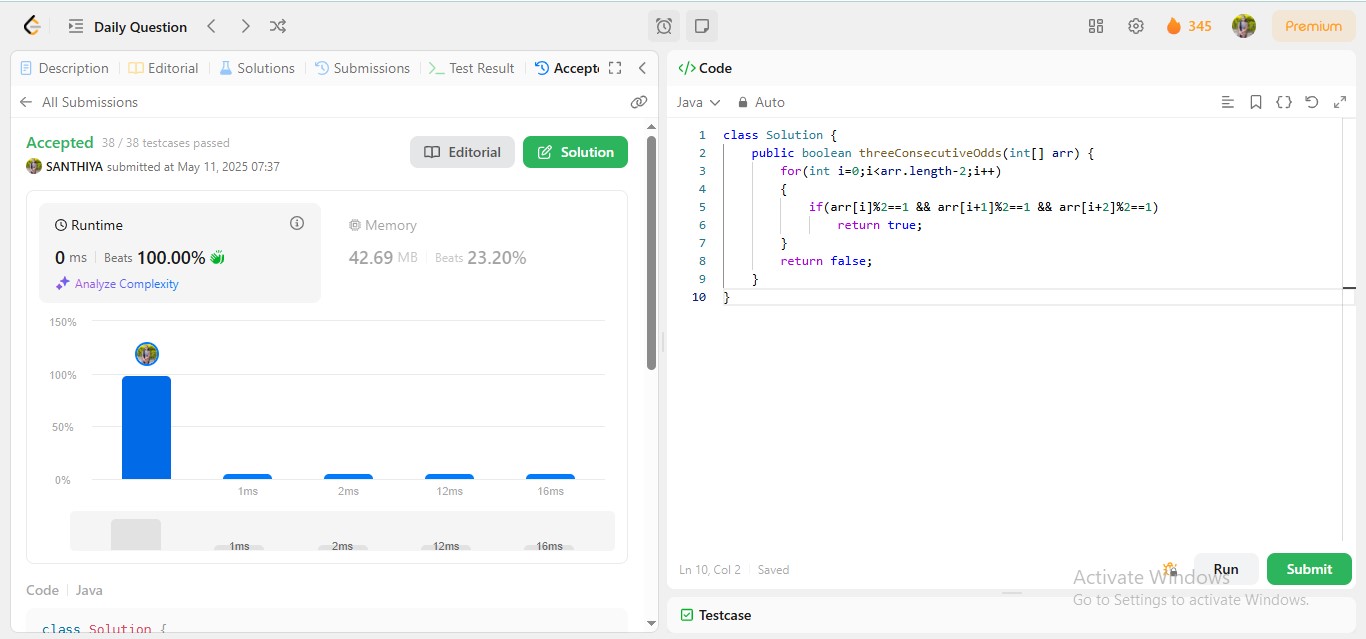 Daily Question
345
Premium
Description
Editorial
Solutions
Submissions
Test Result
Accept
All Submissions
Accepted 38 / 38 testcases passed
SANTHIYA submitted at May 11, 2025 07:37
Editorial
Solution
Runtime
0 ms Beats 100.00%
Analyze Complexity
Memory
42.69 MB Beats 23.20%
150%
100%
50%
0%
1ms 2ms 12ms 16ms
1ms 2ms 12ms 16ms
Code Java
class Solution {
</> Code
Java Auto
1 class Solution {
2 public boolean threeConsecutiveOdds(int[] arr) {
3 for(int i=0;i<arr.length-2;i++)
4 {
5 if(arr[i]%2==1 && arr[i+1]%2==1 && arr[i+2]%2==1)
6 return true;
7 }
8 return false;
9 }
10 }
Ln 10, Col 2 Saved
Run
Submit
Activate Windows
Go to Settings to activate Windows.
Testcase